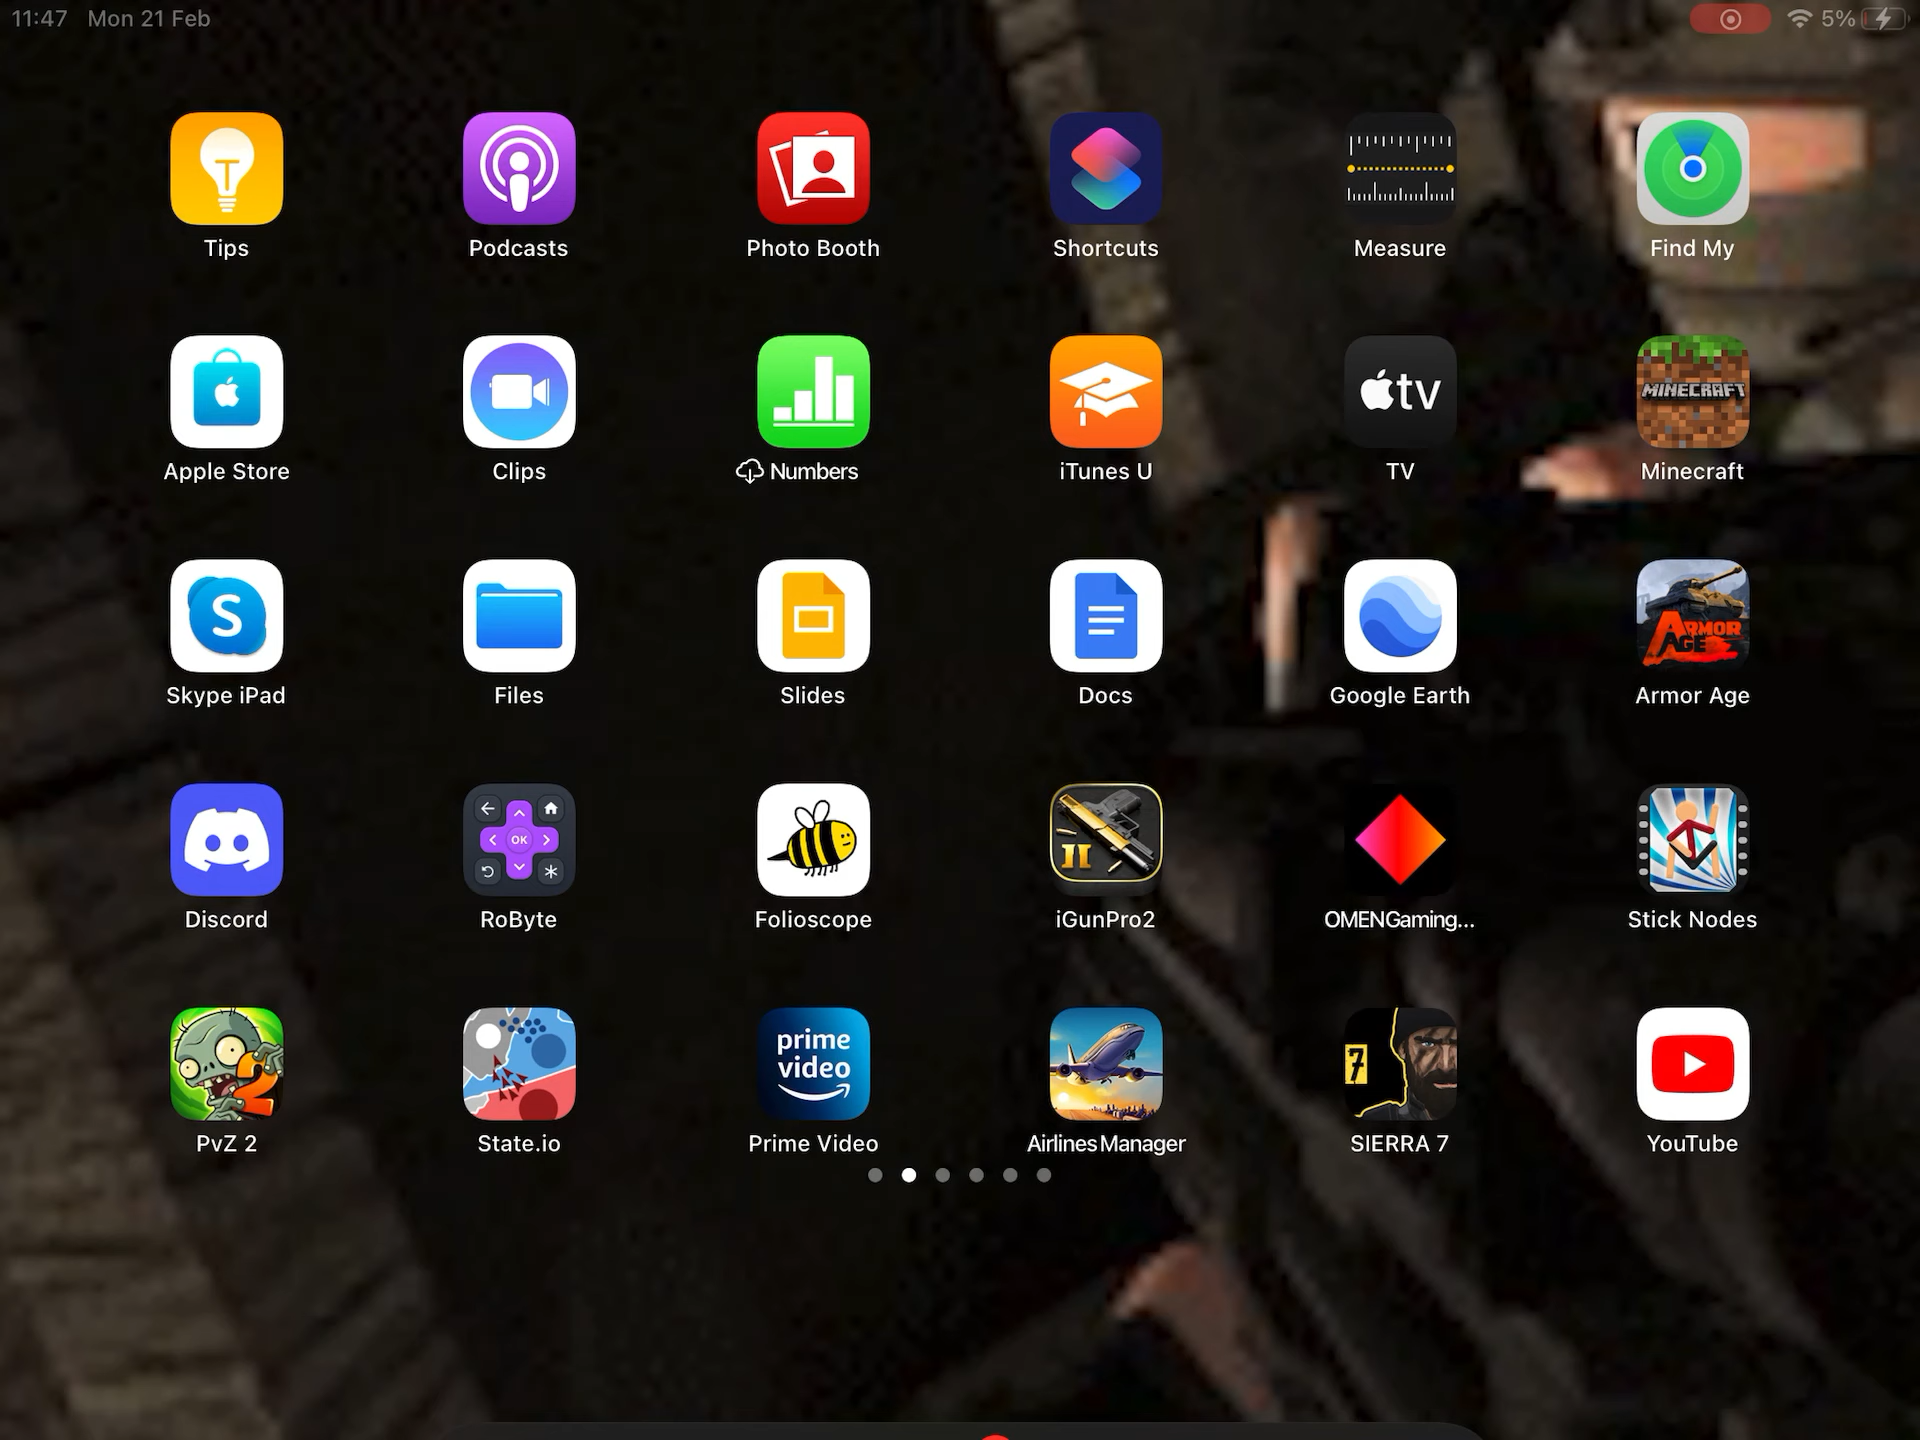 11:47 Mon 21 Feb
5%
Tips
Podcasts
Photo Booth
Shortcuts
Measure
Find My
Apple Store
Clips
Numbers
iTunes U
tv
TV
MINECRAFT
Minecraft
S
Skype iPad
Files
Slides
Docs
Google Earth
ARMOR
AGE
Armor Age
Discord
OK
RoByte
Folioscope
II
iGunPro2
OMENGaming...
Stick Nodes
2
PvZ 2
State.io
prime
video
Prime Video
Airlines Manager
7
SIERRA 7
YouTube